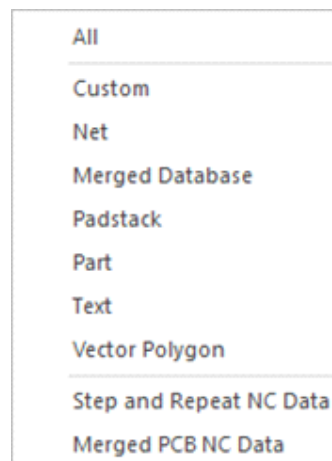 All
Custom
Net
Merged Database
Padstack
Part
Text
Vector Polygon
Step and Repeat NC Data
Merged PCB NC Data